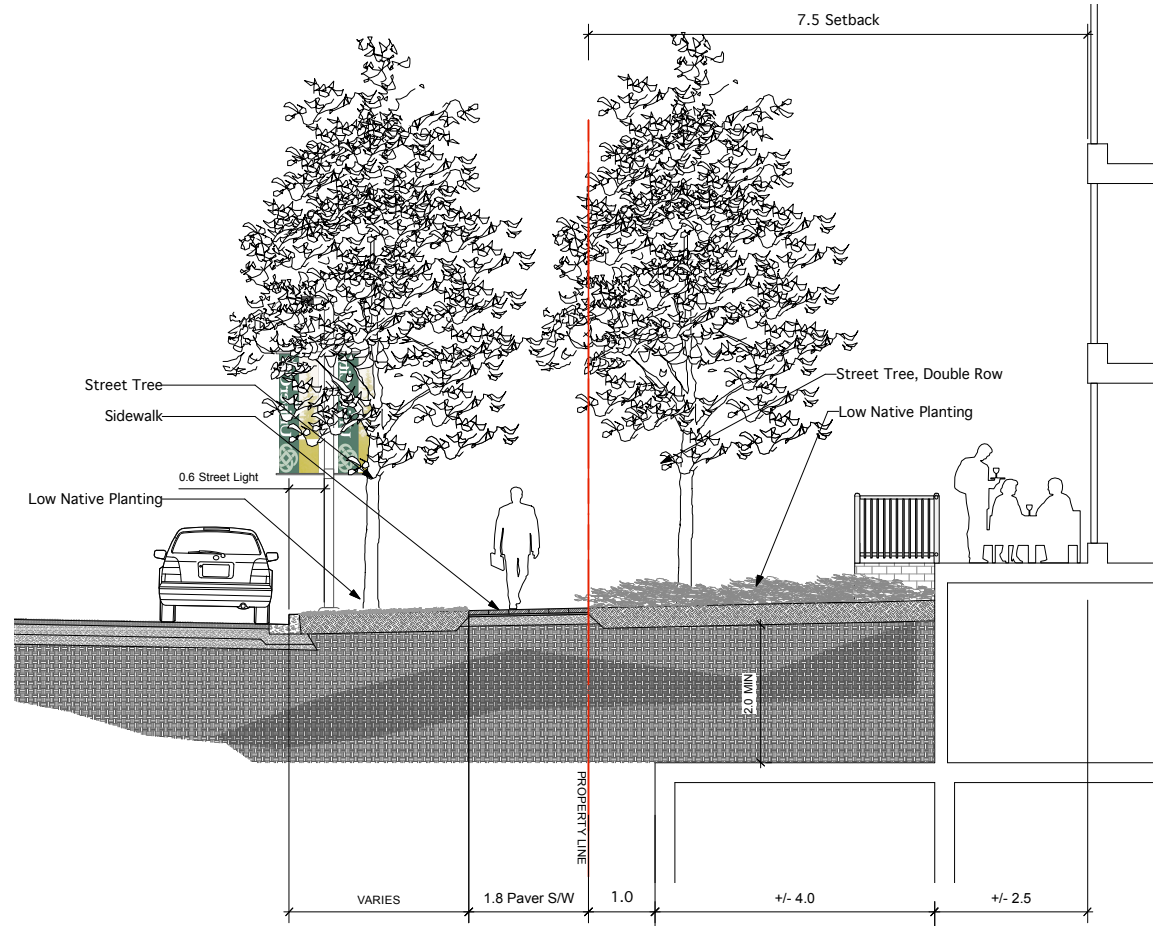 7.5 Setback
Street Tree
Sidewalk
0.6 Street Light
Low Native Planting
Street Tree, Double Row
Low Native Planting
2.0 MIN
PROPERTY LINE
VARIES
1.8 Paver S/W
1.0
+/- 4.0
+/- 2.5